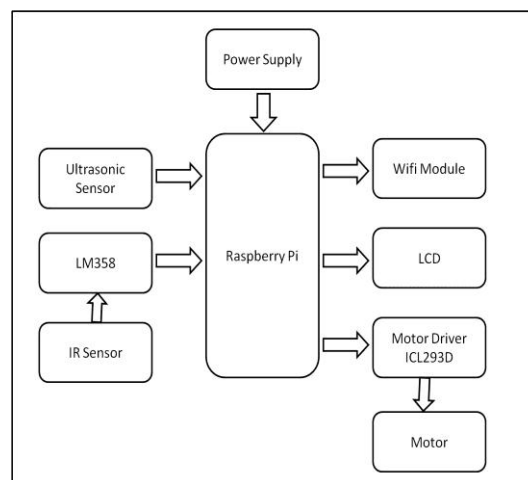 Power Supply
Ultrasonic
Sensor
Wifi Module
LM358
Raspberry Pi
LCD
IR Sensor
Motor Driver
ICL293D
Motor